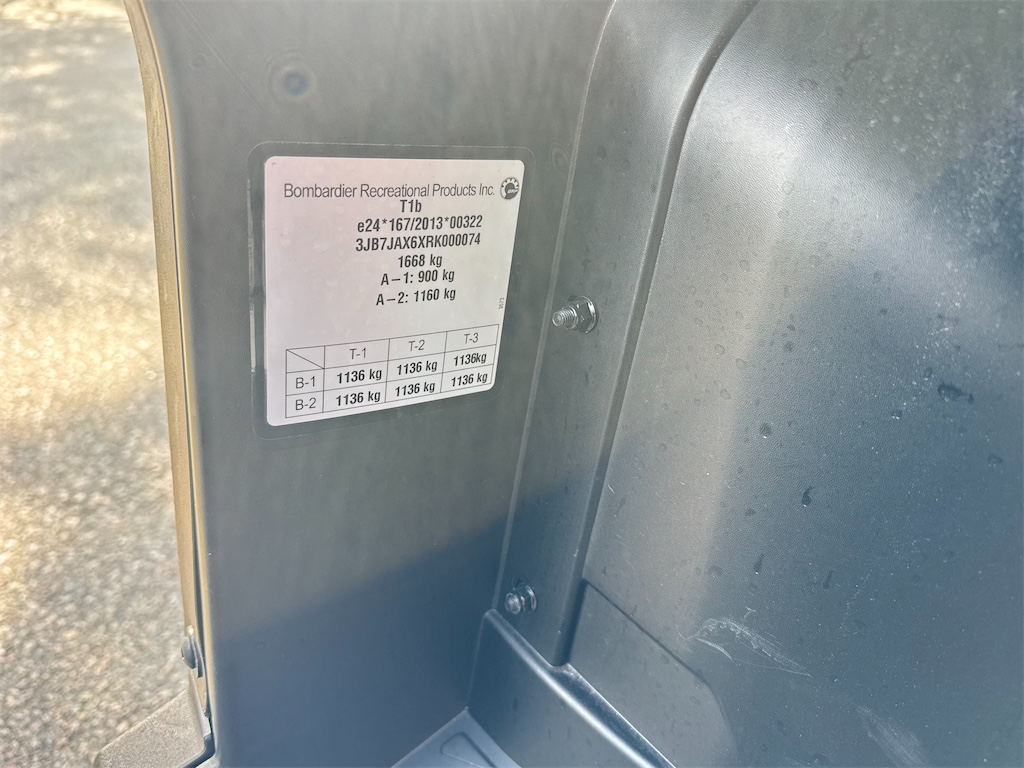 Bombardier Recreational Products Inc.
T1b
e24*167/2013*00322
3JB7JAX6XRK000074
1668 kg
A-1: 900 kg
A-2: 1160 kg
T-1 T-2 T-3
B-1 1136 kg 1136 kg 1136kg
B-2 1136 kg 1136 kg 1136 kg